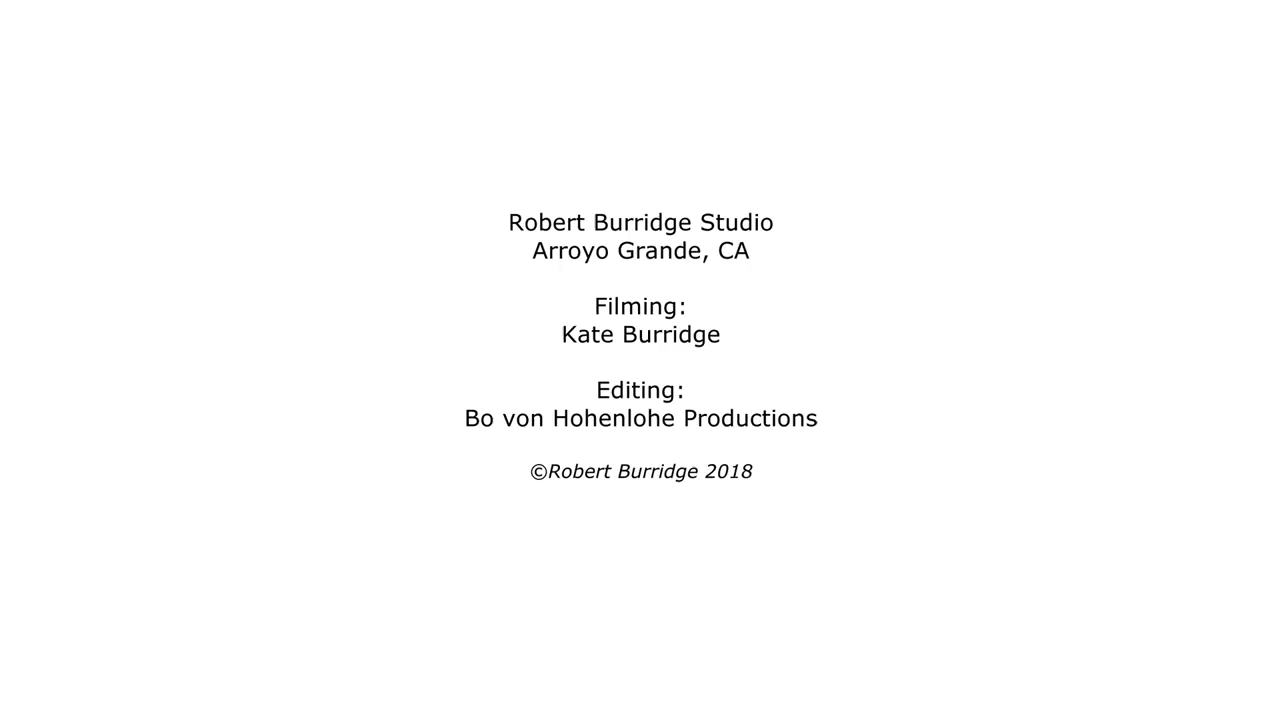 Robert Burridge Studio
Arroyo Grande, CA
Filming:
Kate Burridge
Editing:
Bo von Hohenlohe Productions
©Robert Burridge 2018